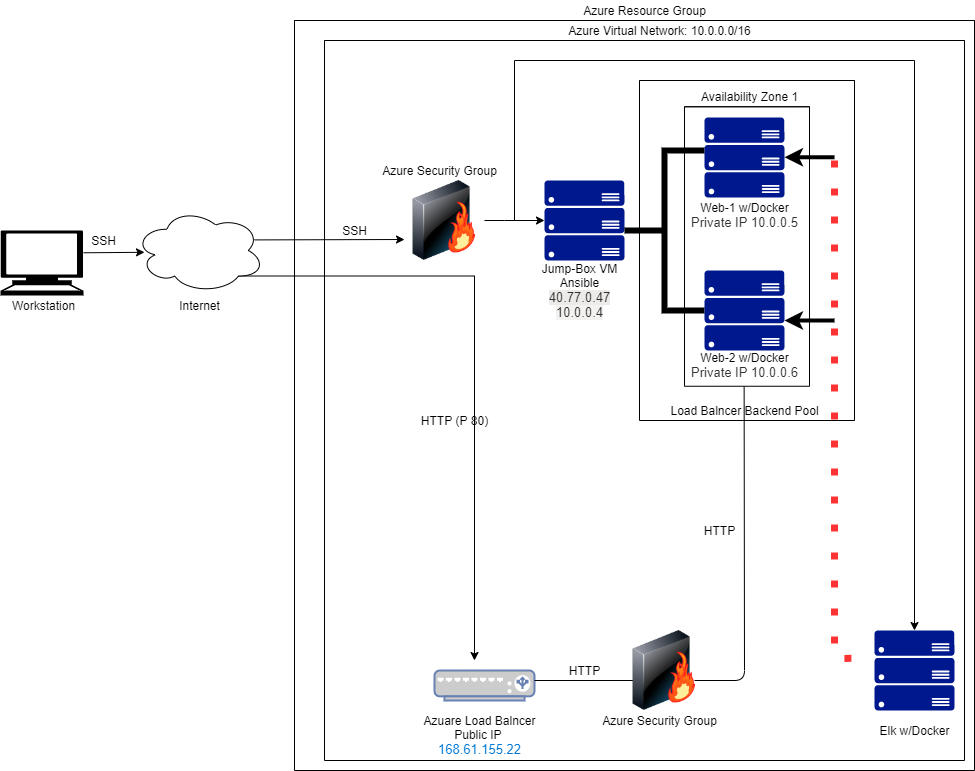 Azure Resource Group
Azure Virtual Network: 10.0.0.0/16
Availability Zone 1
Web-1 w/Docker
Private IP 10.0.0.5
Azure Security Group
SSH
SSH
Workstation
Internet
Jump-Box VM
Ansible
40.77.0.47
10.0.0.4
Web-2 w/Docker
Private IP 10.0.0.6
Load Balncer Backend Pool
HTTP (P 80)
HTTP
HTTP
Azuare Load Balncer
Public IP
168.61.155.22
Azure Security Group
Elk w/Docker